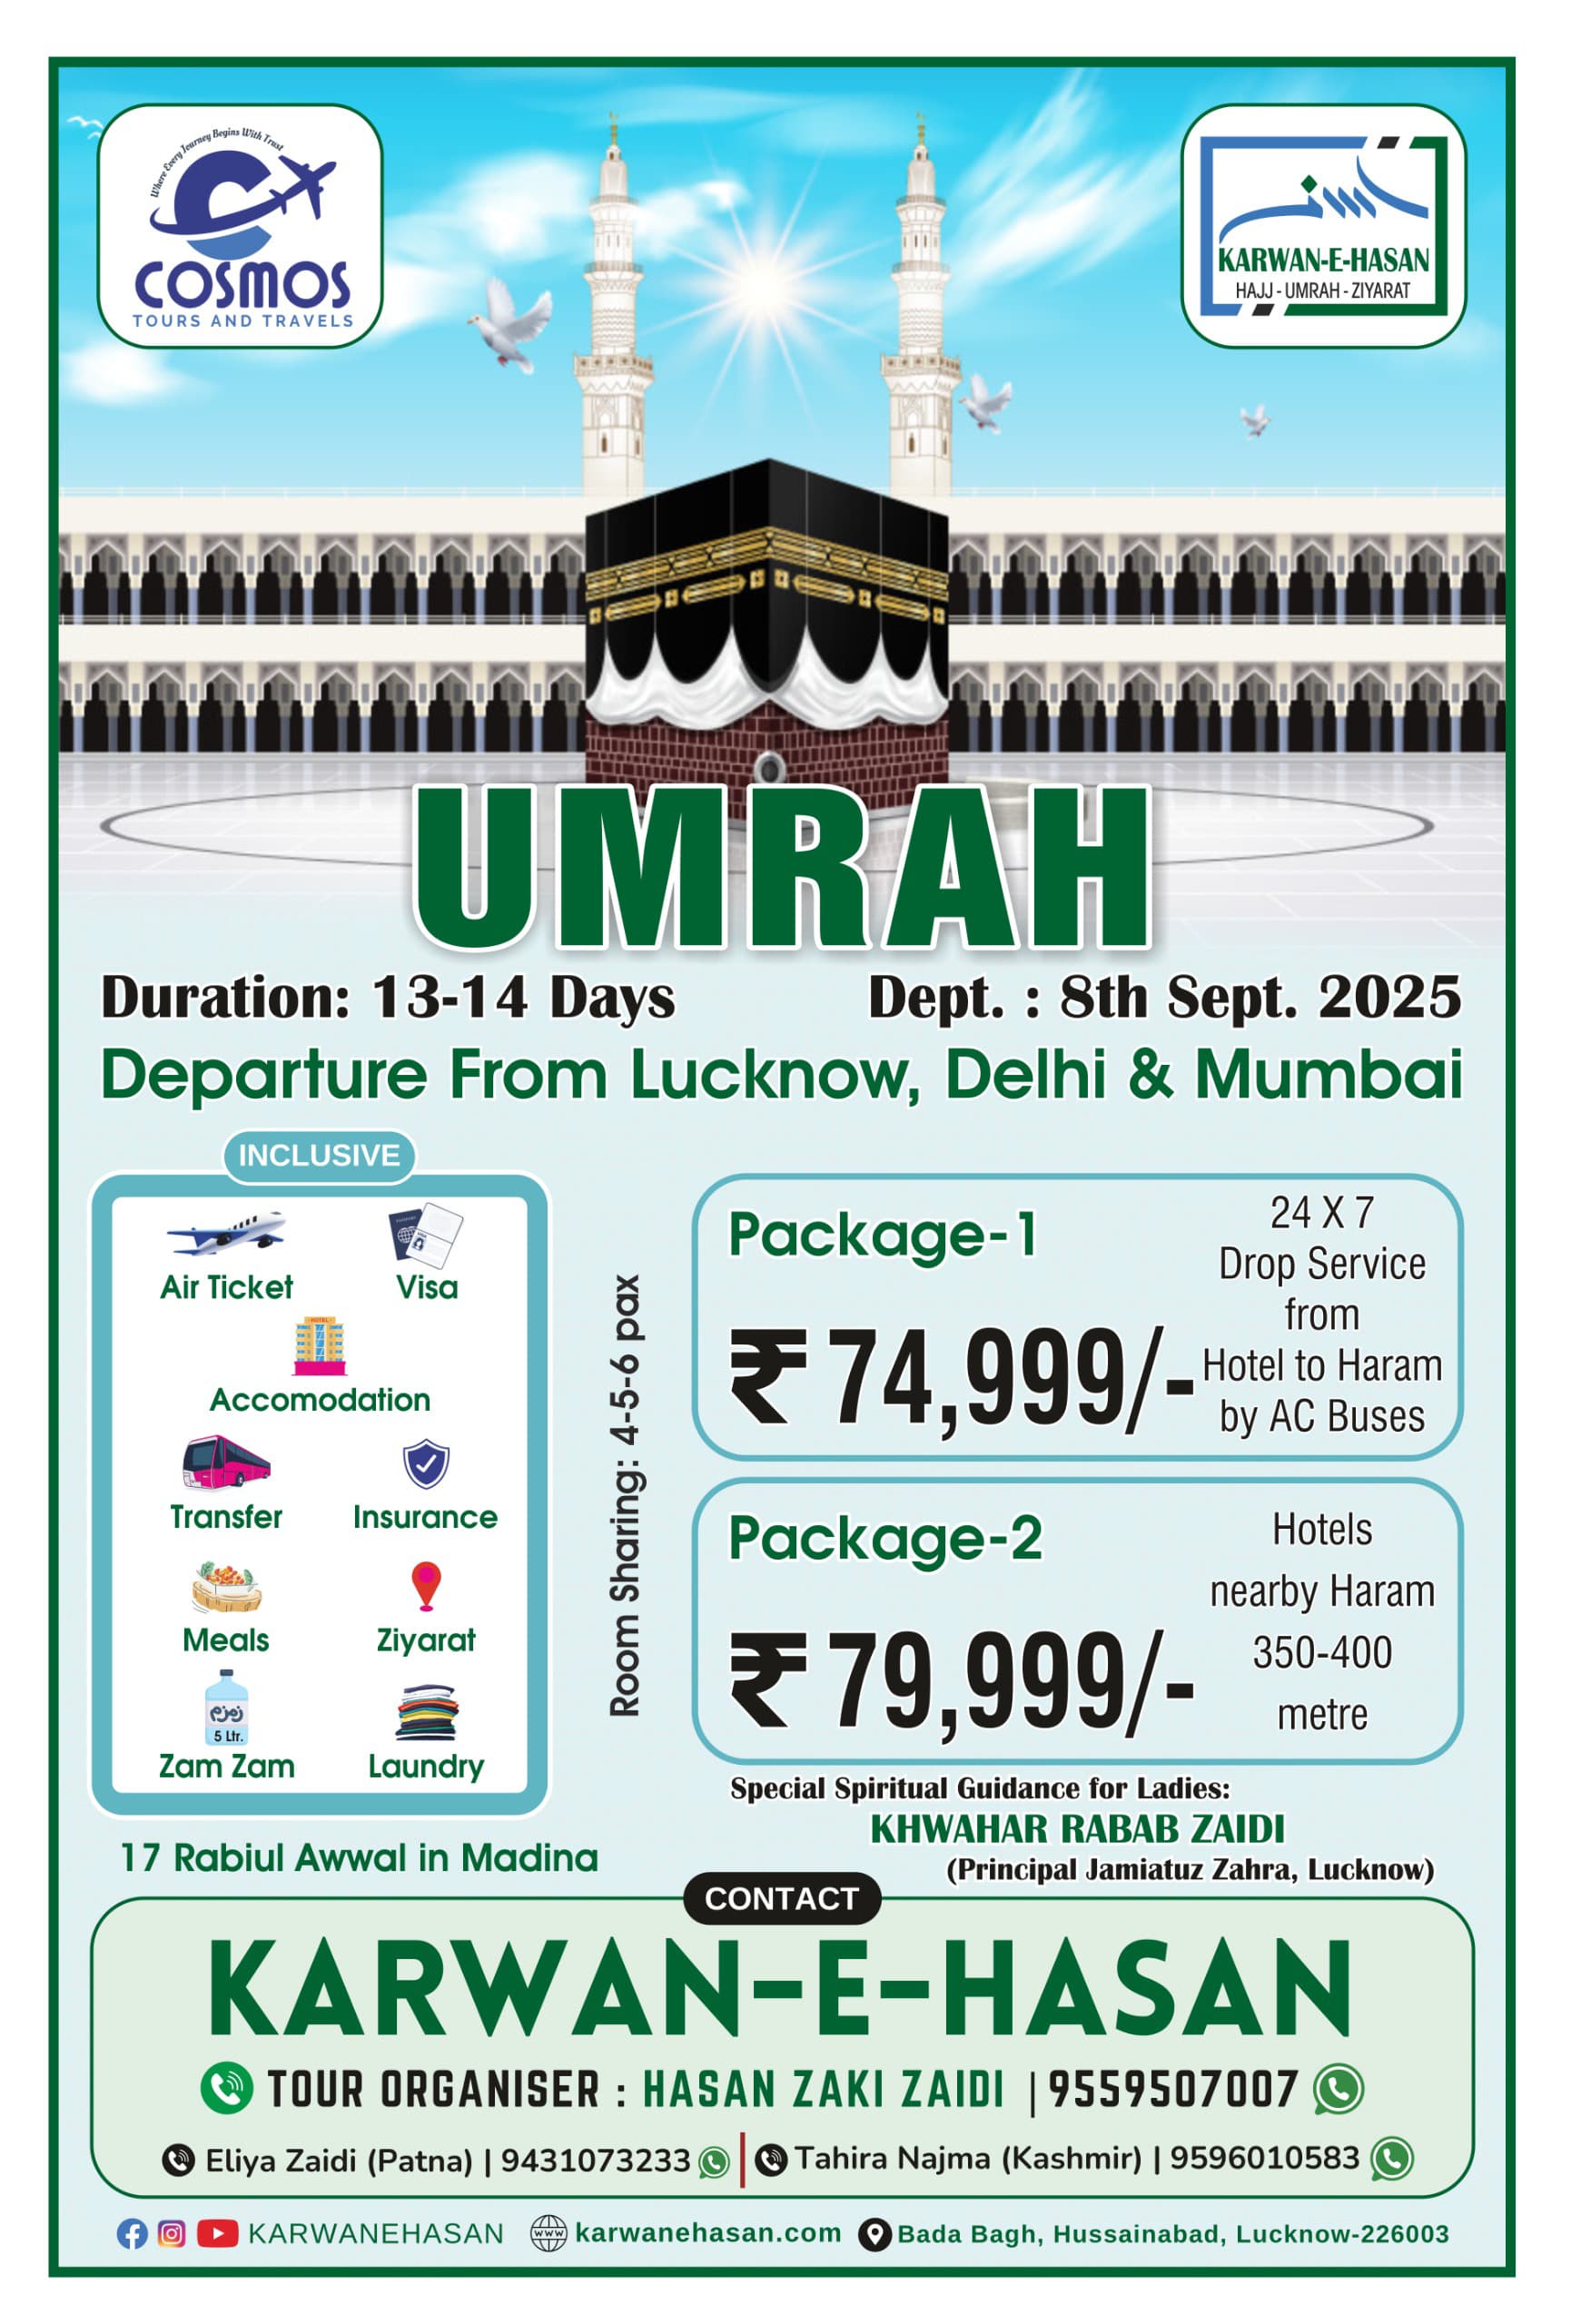 Where Every Journey Begins With Trust
COSMOS
TOURS AND TRAVELS
KARWAN-E-HASAN
HAJJ - UMRAH - ZIYARAT
UMRAH
Duration: 13-14 Days
Dept. : 8th Sept. 2025
Departure From Lucknow, Delhi & Mumbai
INCLUSIVE
Air Ticket
Visa
HOTEL
Accomodation
Transfer
Insurance
Meals
Ziyarat
زمزم
5 Ltr.
Zam Zam
Laundry
Room Sharing: 4-5-6 pax
Package-1
₹ 74,999/-
24 X 7
Drop Service
from
Hotel to Haram
by AC Buses
Package-2
₹ 79,999/-
Hotels
nearby Haram
350-400
metre
Special Spiritual Guidance for Ladies:
KHWAHAR RABAB ZAIDI
(Principal Jamiatuz Zahra, Lucknow)
17 Rabiul Awwal in Madina
CONTACT
KARWAN-E-HASAN
TOUR ORGANISER : HASAN ZAKI ZAIDI | 9559507007
Eliya Zaidi (Patna) | 9431073233
Tahira Najma (Kashmir) | 9596010583
KARWANEHASAN
www
karwanehasan.com
Bada Bagh, Hussainabad, Lucknow-226003